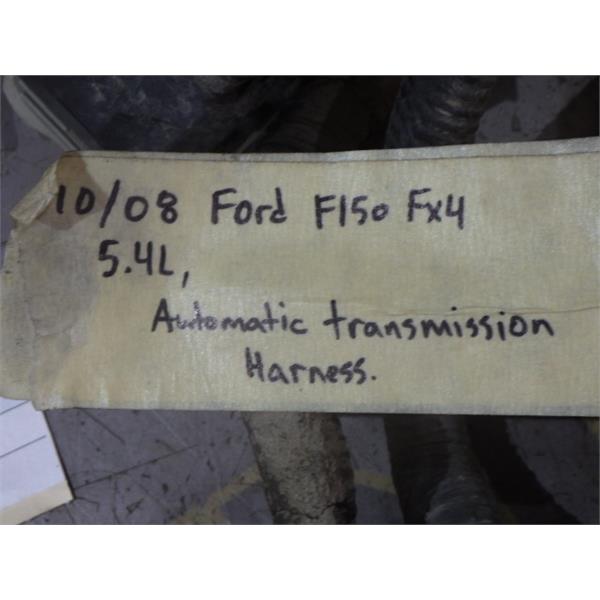 10/08 Ford F150 Fx4
5.4L,
Automatic transmission
Harness.